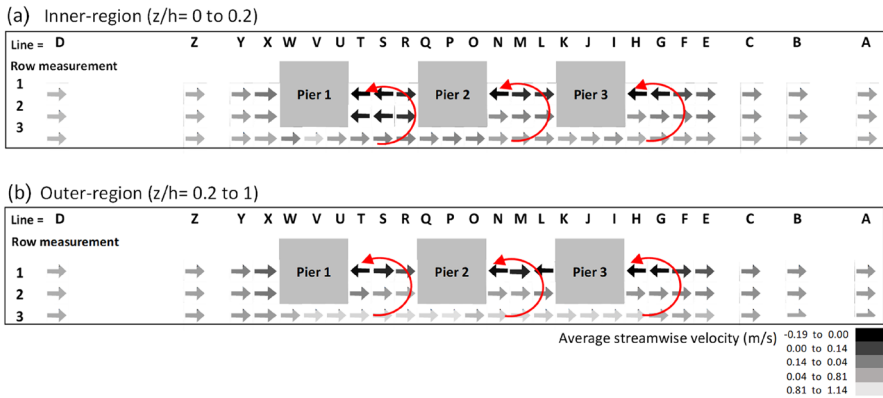 (a) Inner-region (z/h= 0 to 0.2)
Line = D Z Y X W V U T S R Q P O N M L K J I H G F E C B A
Row measurement
1
2
3
Pier 1 Pier 2 Pier 3
(b) Outer-region (z/h= 0.2 to 1)
Line = D Z Y X W V U T S R Q P O N M L K J I H G F E C B A
Row measurement
1
2
3
Pier 1 Pier 2 Pier 3
Average streamwise velocity (m/s)
-0.19 to 0.00
0.00 to 0.14
0.14 to 0.04
0.04 to 0.81
0.81 to 1.14